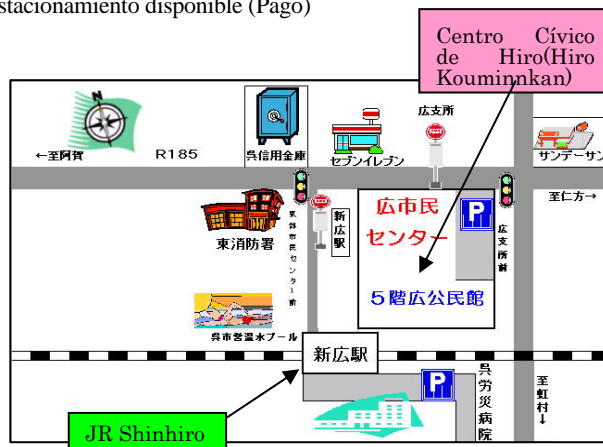 stacionamiento disponible (Pago)
Centro Cívico
de Hiro(Hiro
Kouminnkan)
広支所
←至阿賀
R185
呉信用金庫
セブンイレブン
サンデーサン
至仁方→
東消防署
東部市民センター前
新広駅
広市民
センター
P
広支所前
5階広公民館
呉市営温水プール
新広駅
P
呉労災病院
至虹村↓
JR Shinhiro